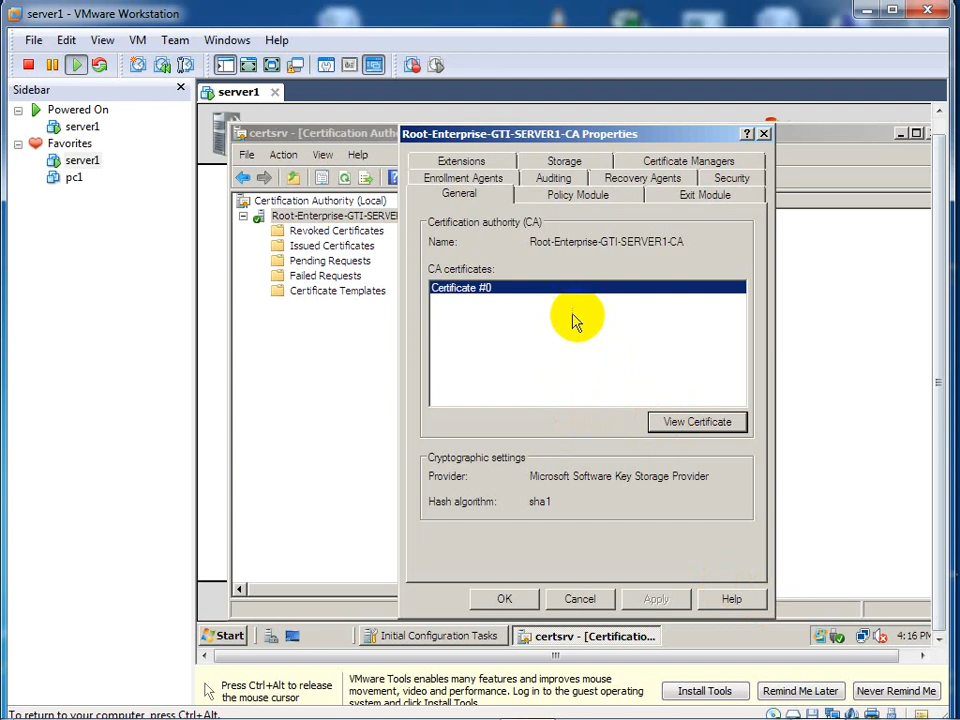 server1 - VMware Workstation
File Edit View VM Team Windows Help
Sidebar
Powered On
server1
Favorites
server1
pc1
server1
certsrv - [Certification Auth
File Action View Help
Certification Authority (Local)
Root-Enterprise-GTI-SERVE
Revoked Certificates
Issued Certificates
Pending Requests
Failed Requests
Certificate Templates
Root-Enterprise-GTI-SERVER1-CA Properties
Extensions Storage Certificate Managers
Enrollment Agents Auditing Recovery Agents Security
General Policy Module Exit Module
Certification authority (CA)
Name: Root-Enterprise-GTI-SERVER1-CA
CA certificates:
Certificate #0
View Certificate
Cryptographic settings
Provider: Microsoft Software Key Storage Provider
Hash algorithm: sha1
OK Cancel Apply Help
Start Initial Configuration Tasks certsrv - [Certificatio... 4:16 PM
Press Ctrl+Alt to release
the mouse cursor
VMware Tools enables many features and improves mouse
movement, video and performance. Log in to the guest operating
system and click Install Tools.
Install Tools Remind Me Later Never Remind Me
To return to your computer, press Ctrl+Alt.